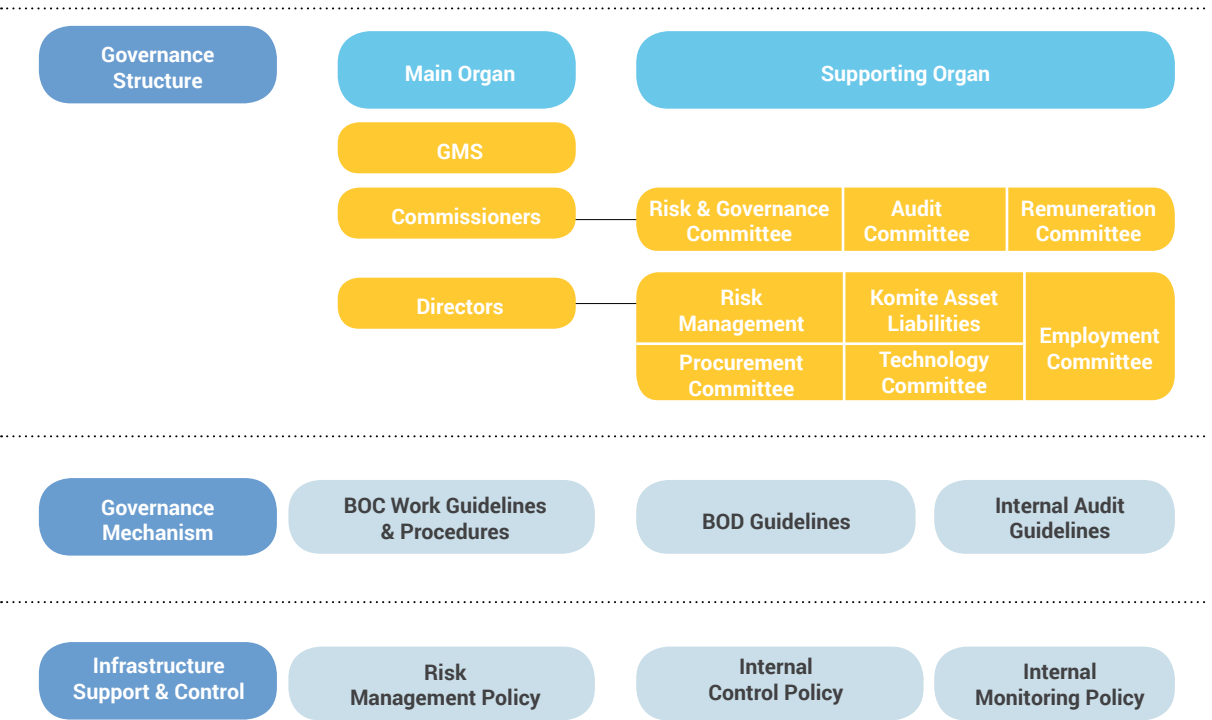 Governance
Structure
Main Organ
Supporting Organ
GMS
Commissioners
Risk & Governance
Committee
Audit
Committee
Remuneration
Committee
Directors
Risk
Management
Komite Asset
Liabilities
Employment
Committee
Procurement
Committee
Technology
Committee
Governance
Mechanism
BOC Work Guidelines
& Procedures
BOD Guidelines
Internal Audit
Guidelines
Infrastructure
Support & Control
Risk
Management Policy
Internal
Control Policy
Internal
Monitoring Policy